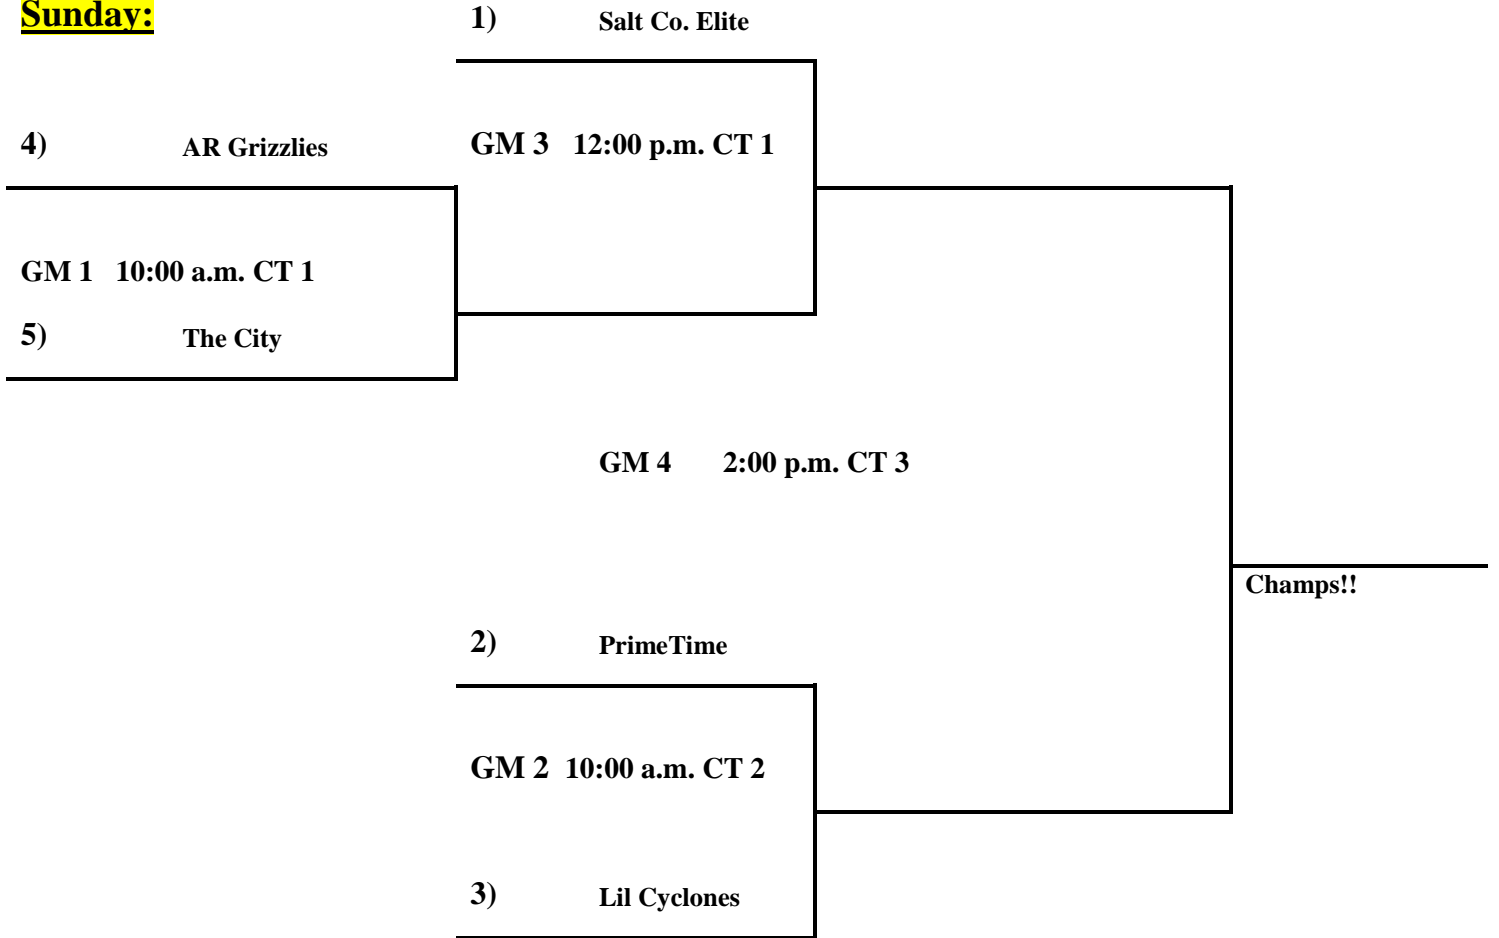 Sunday:
1) Salt Co. Elite
4) AR Grizzlies
GM 3 12:00 p.m. CT 1
GM 1 10:00 a.m. CT 1
5) The City
GM 4 2:00 p.m. CT 3
Champs!!
2) PrimeTime
GM 2 10:00 a.m. CT 2
3) Lil Cyclones